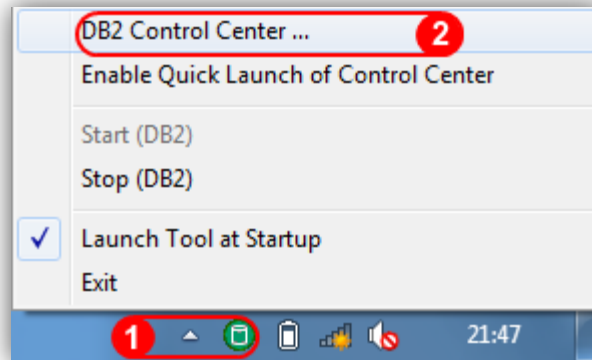 DB2 Control Center ... 2
Enable Quick Launch of Control Center
Start (DB2)
Stop (DB2)
Launch Tool at Startup
Exit
1 21:47